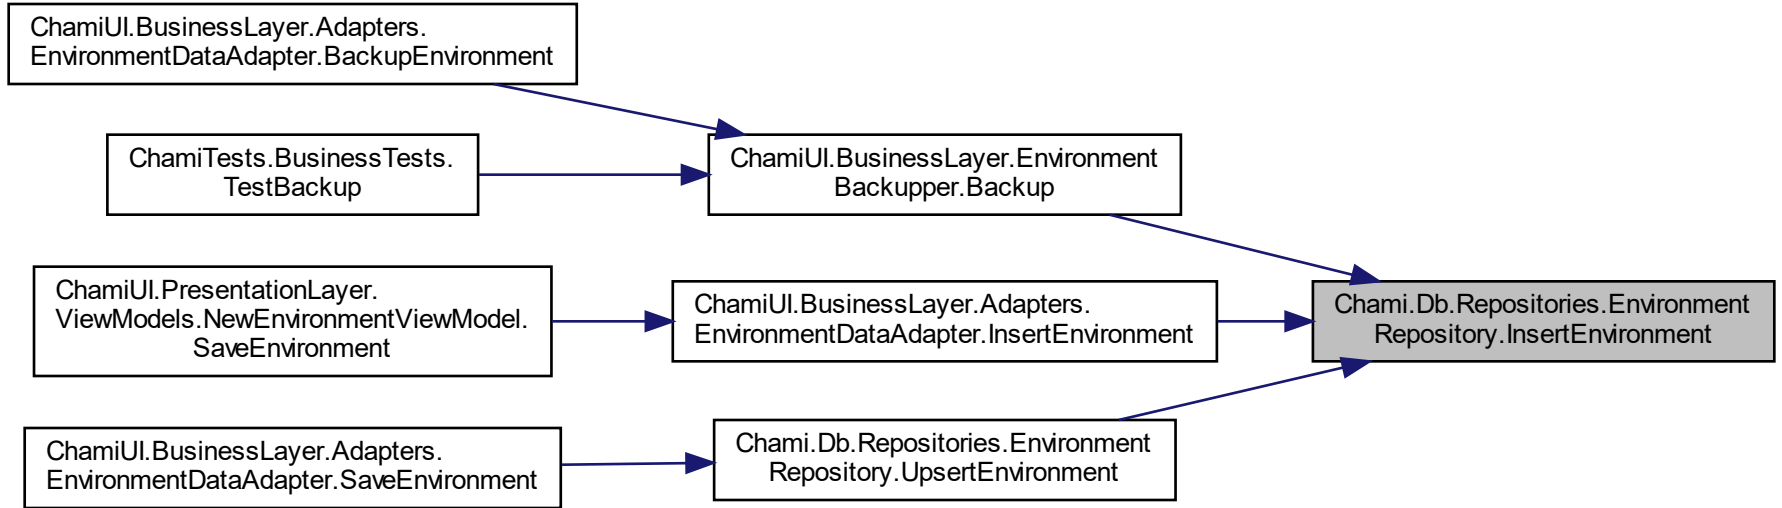 ChamiUI.BusinessLayer.Adapters.
EnvironmentDataAdapter.BackupEnvironment
ChamiTests.BusinessTests.
TestBackup
ChamiUI.BusinessLayer.Environment
Backupper.Backup
ChamiUI.PresentationLayer.
ViewModels.NewEnvironmentViewModel.
SaveEnvironment
ChamiUI.BusinessLayer.Adapters.
EnvironmentDataAdapter.InsertEnvironment
Chami.Db.Repositories.Environment
Repository.InsertEnvironment
ChamiUI.BusinessLayer.Adapters.
EnvironmentDataAdapter.SaveEnvironment
Chami.Db.Repositories.Environment
Repository.UpsertEnvironment